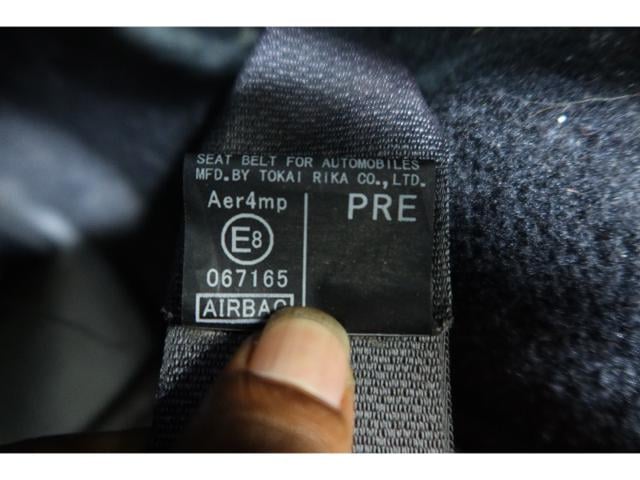 SEAT BELT FOR AUTOMOBILES
MFD.BY TOKAI RIKA CO.,LTD.
Aer4mp
PRE
E8
067165
AIRBAG